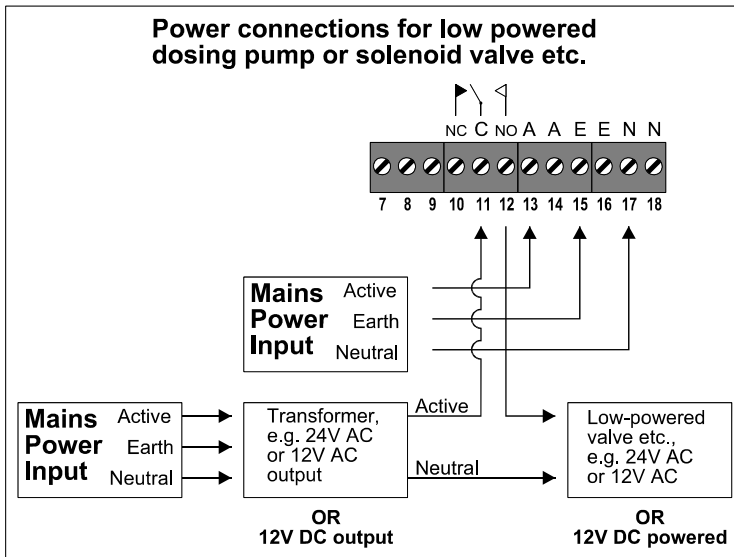 Power connections for low powered
dosing pump or solenoid valve etc.
NC C NO A A E E N N
7 8 9 10 11 12 13 14 15 16 17 18
Mains Power Input
Active
Earth
Neutral
Mains Power Input
Active
Earth
Neutral
Transformer,
e.g. 24V AC
or 12V AC
output
Active
Neutral
Low-powered
valve etc.,
e.g. 24V AC
or 12V AC
OR
12V DC output
OR
12V DC powered